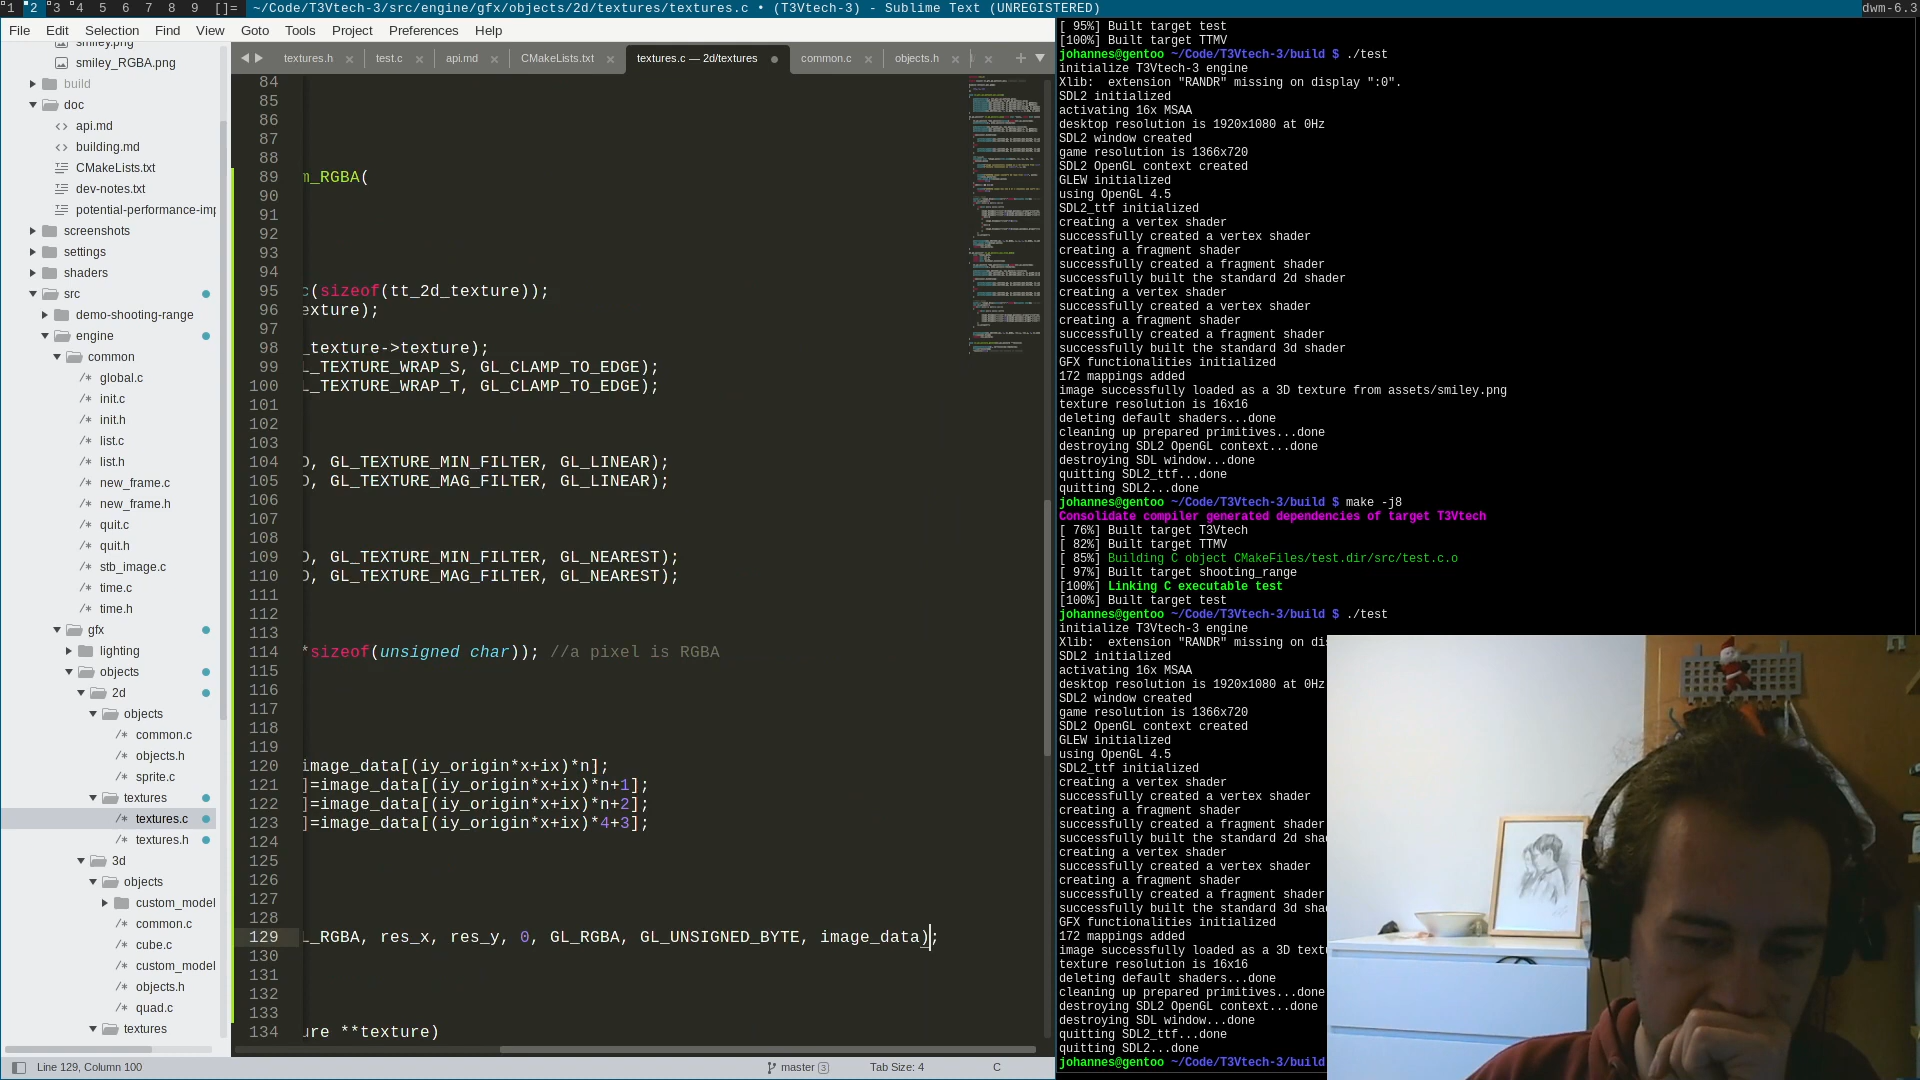 1 2 3 4 5 6 7 8 9 []= ~/Code/T3Vtech-3/src/engine/gfx/objects/2d/textures/textures.c • (T3Vtech-3) - Sublime Text (UNREGISTERED) dwm-6.3
File Edit Selection Find View Goto Tools Project Preferences Help
smiley.png
smiley_RGBA.png
build
doc
api.md
building.md
CMakeLists.txt
dev-notes.txt
potential-performance-imp
screenshots
settings
shaders
src
demo-shooting-range
engine
common
global.c
init.c
init.h
list.c
list.h
new_frame.c
new_frame.h
quit.c
quit.h
stb_image.c
time.c
time.h
gfx
lighting
objects
2d
objects
common.c
objects.h
sprite.c
textures
textures.c
textures.h
3d
objects
custom_model
common.c
cube.c
custom_model
objects.h
quad.c
textures
textures.h test.c api.md CMakeLists.txt textures.c — 2d/textures common.c objects.h
84
85
86
87
88
89 m_RGBA(
90
91
92
93
94
95 c(sizeof(tt_2d_texture));
96 exture);
97
98 _texture->texture);
99 L_TEXTURE_WRAP_S, GL_CLAMP_TO_EDGE);
100 L_TEXTURE_WRAP_T, GL_CLAMP_TO_EDGE);
101
102
103
104 D, GL_TEXTURE_MIN_FILTER, GL_LINEAR);
105 D, GL_TEXTURE_MAG_FILTER, GL_LINEAR);
106
107
108
109 D, GL_TEXTURE_MIN_FILTER, GL_NEAREST);
110 D, GL_TEXTURE_MAG_FILTER, GL_NEAREST);
111
112
113
114 *sizeof(unsigned char)); //a pixel is RGBA
115
116
117
118
119
120 image_data[(iy_origin*x+ix)*n];
121 ]=image_data[(iy_origin*x+ix)*n+1];
122 ]=image_data[(iy_origin*x+ix)*n+2];
123 ]=image_data[(iy_origin*x+ix)*4+3];
124
125
126
127
128
129 L_RGBA, res_x, res_y, 0, GL_RGBA, GL_UNSIGNED_BYTE, image_data);
130
131
132
133
134 ure **texture)
Line 129, Column 100 master 3 Tab Size: 4 C
[ 95%] Built target test
[100%] Built target TTMV
johannes@gentoo ~/Code/T3Vtech-3/build $ ./test
initialize T3Vtech-3 engine
Xlib:  extension "RANDR" missing on display ":0".
SDL2 initialized
activating 16x MSAA
desktop resolution is 1920x1080 at 0Hz
SDL2 window created
game resolution is 1366x720
SDL2 OpenGL context created
GLEW initialized
using OpenGL 4.5
SDL2_ttf initialized
creating a vertex shader
successfully created a vertex shader
creating a fragment shader
successfully created a fragment shader
successfully built the standard 2d shader
creating a vertex shader
successfully created a vertex shader
creating a fragment shader
successfully created a fragment shader
successfully built the standard 3d shader
GFX functionalities initialized
172 mappings added
image successfully loaded as a 3D texture from assets/smiley.png
texture resolution is 16x16
deleting default shaders...done
cleaning up prepared primitives...done
destroying SDL2 OpenGL context...done
destroying SDL window...done
quitting SDL2_ttf...done
quitting SDL2...done
johannes@gentoo ~/Code/T3Vtech-3/build $ make -j8
Consolidate compiler generated dependencies of target T3Vtech
[ 76%] Built target T3Vtech
[ 82%] Built target TTMV
[ 85%] Building C object CMakeFiles/test.dir/src/test.c.o
[ 97%] Built target shooting_range
[100%] Linking C executable test
[100%] Built target test
johannes@gentoo ~/Code/T3Vtech-3/build $ ./test
initialize T3Vtech-3 engine
Xlib:  extension "RANDR" missing on dis
SDL2 initialized
activating 16x MSAA
desktop resolution is 1920x1080 at 0Hz
SDL2 window created
game resolution is 1366x720
SDL2 OpenGL context created
GLEW initialized
using OpenGL 4.5
SDL2_ttf initialized
creating a vertex shader
successfully created a vertex shader
creating a fragment shader
successfully created a fragment shader
successfully built the standard 2d shad
creating a vertex shader
successfully created a vertex shader
creating a fragment shader
successfully created a fragment shader
successfully built the standard 3d shad
GFX functionalities initialized
172 mappings added
image successfully loaded as a 3D textu
texture resolution is 16x16
deleting default shaders...done
cleaning up prepared primitives...done
destroying SDL2 OpenGL context...done
destroying SDL window...done
quitting SDL2_ttf...done
quitting SDL2...done
johannes@gentoo ~/Code/T3Vtech-3/build